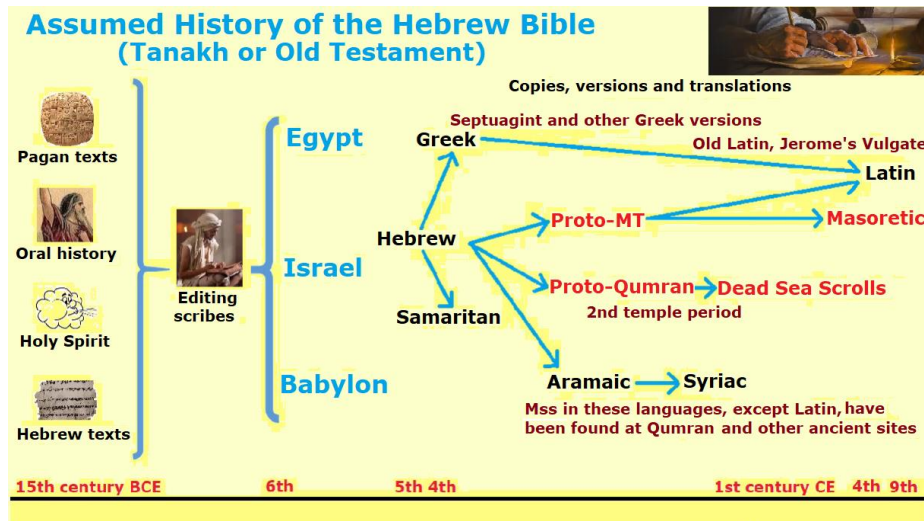 Assumed History of the Hebrew Bible
(Tanakh or Old Testament)
Copies, versions and translations
Pagan texts
Oral history
Holy Spirit
Hebrew texts
Editing
scribes
Egypt
Israel
Babylon
Septuagint and other Greek versions
Greek
Old Latin, Jerome's Vulgate
Latin
Hebrew
Proto-MT
Masoretic
Proto-Qumran
Dead Sea Scrolls
2nd temple period
Samaritan
Aramaic
Syriac
Mss in these languages, except Latin, have
been found at Qumran and other ancient sites
15th century BCE 6th 5th 4th 1st century CE 4th 9th